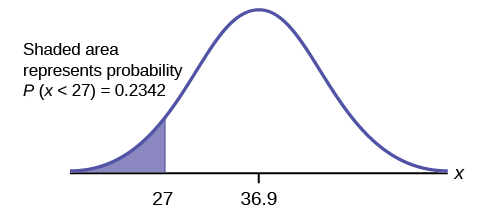 Shaded area
represents probability
P (x < 27) = 0.2342
x
27 36.9